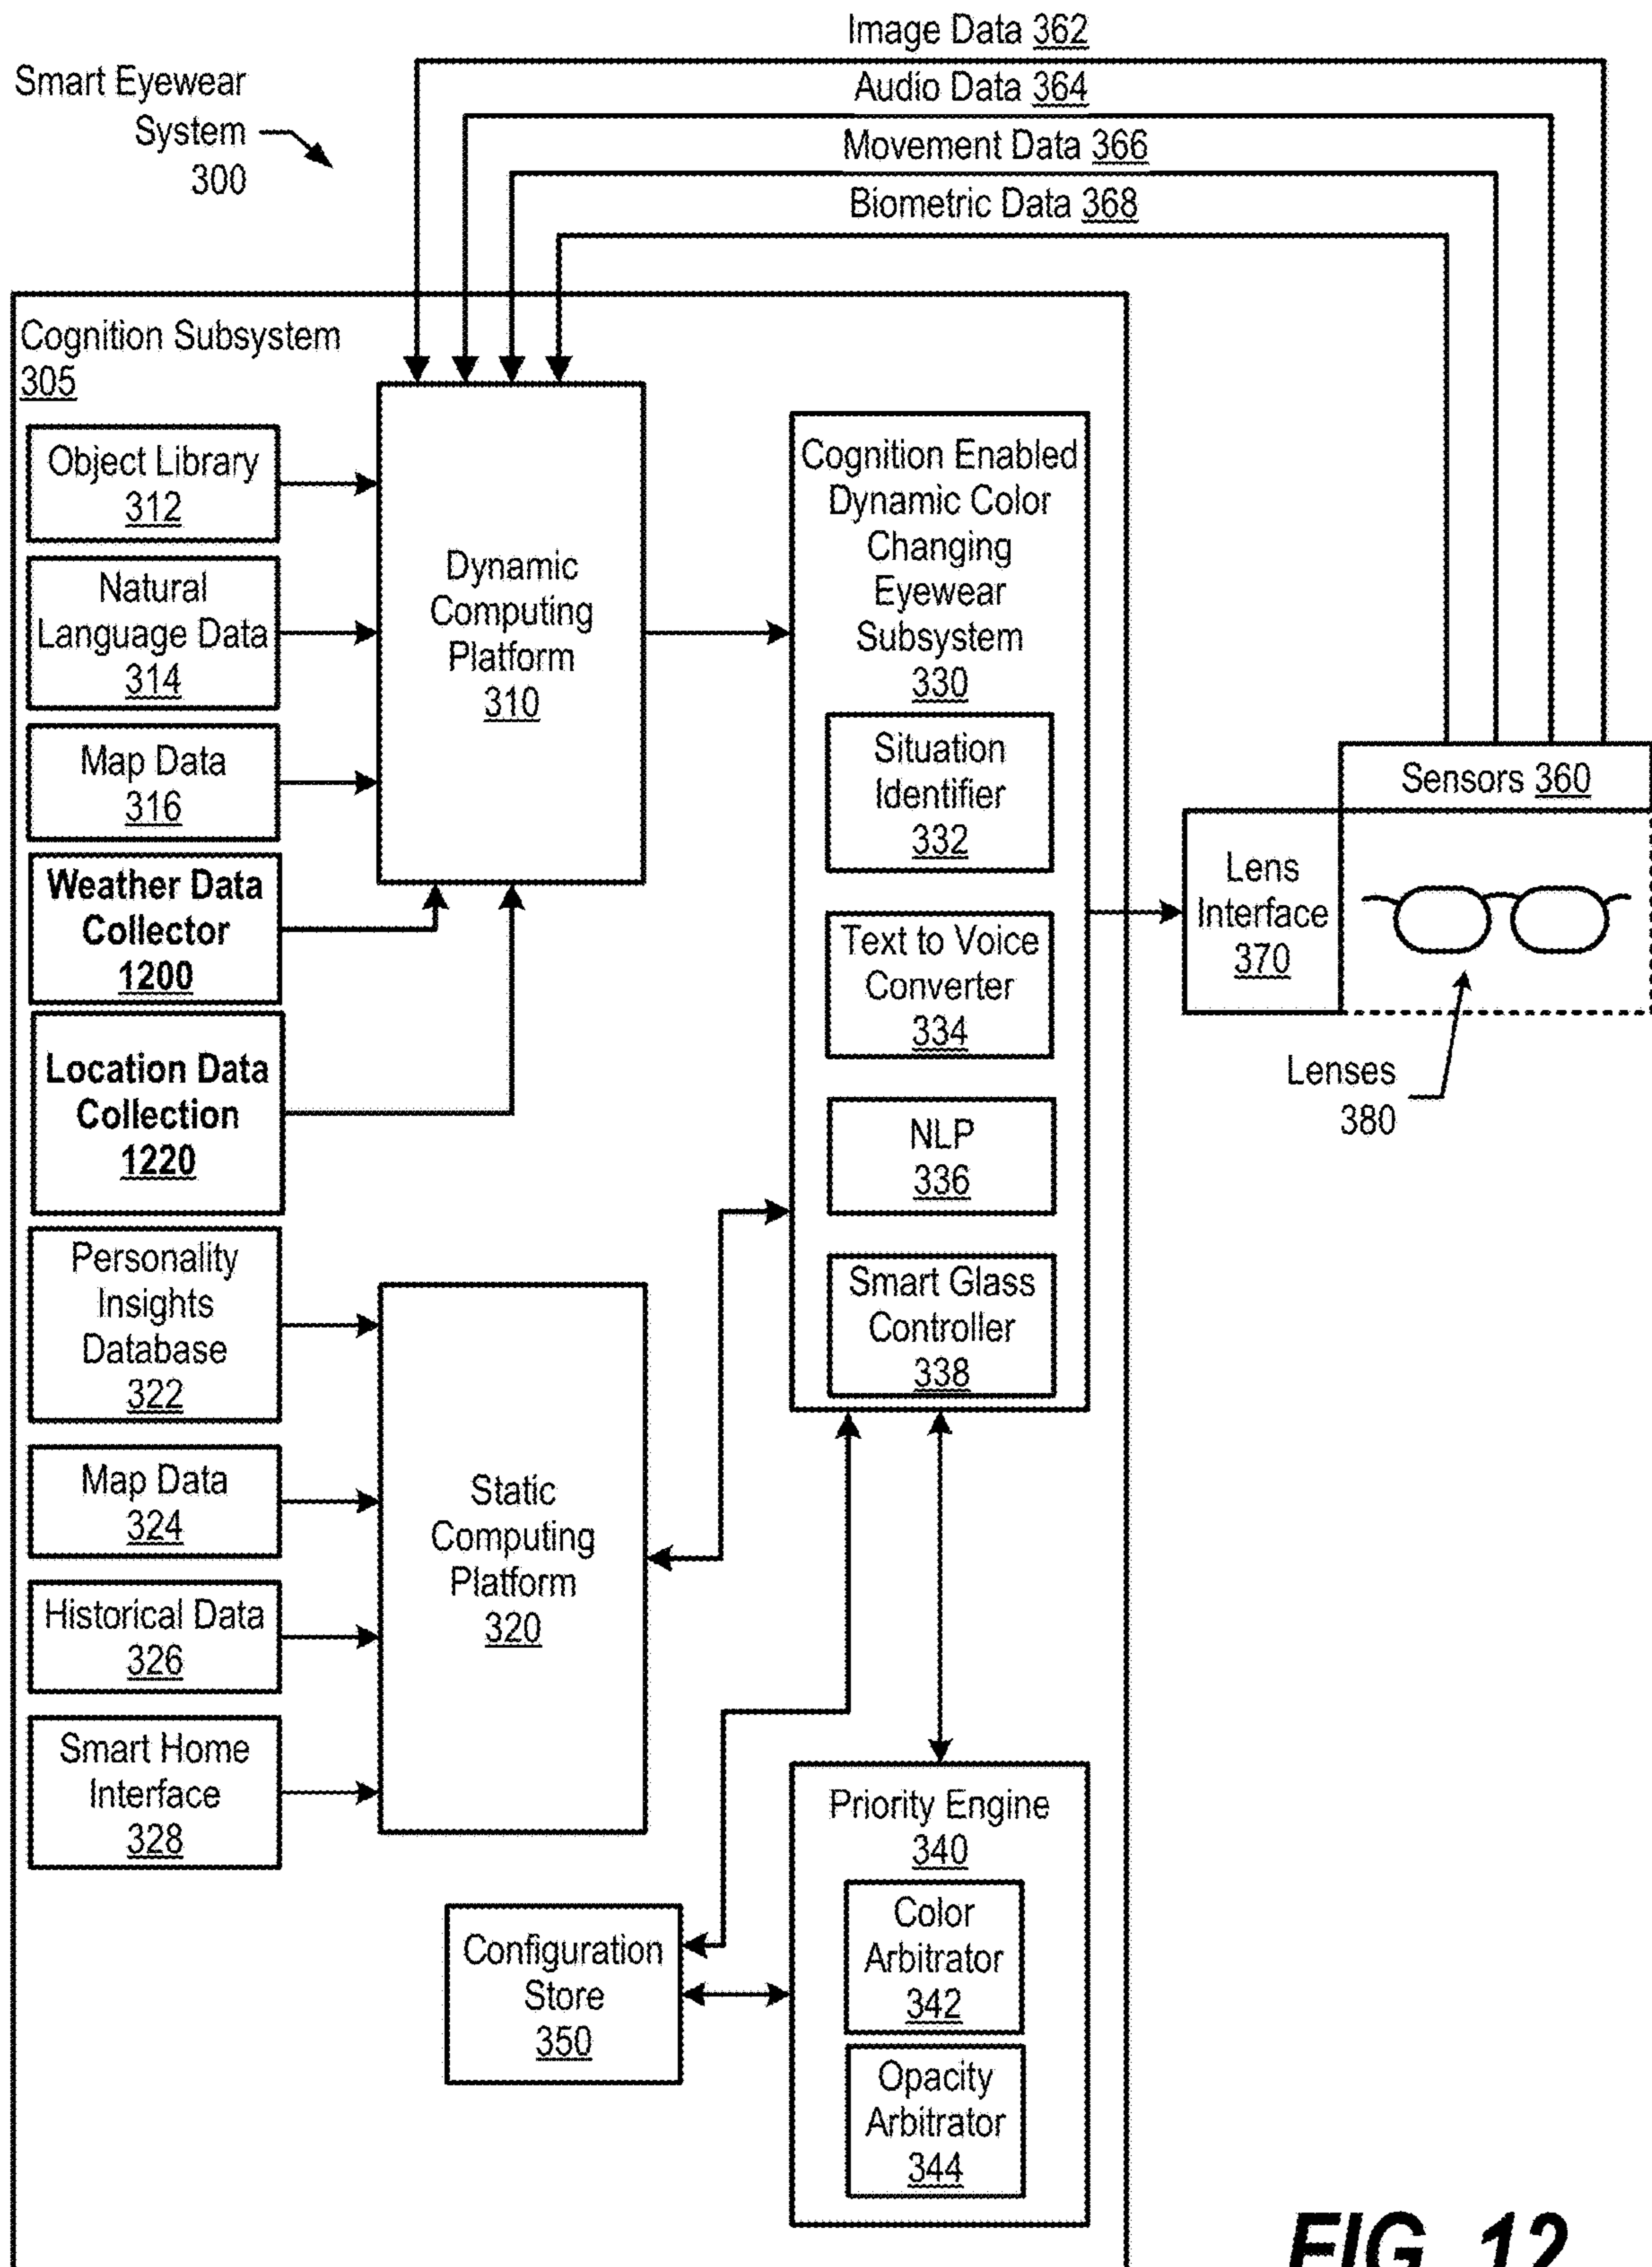 Image Data 362
Smart Eyewear
System
300
Audio Data 364
Movement Data 366
Biometric Data 368
Cognition Subsystem
305
Object Library
312
Natural
Language Data
314
Map Data
316
Weather Data
Collector
1200
Location Data
Collection
1220
Personality
Insights
Database
322
Map Data
324
Historical Data
326
Smart Home
Interface
328
Dynamic
Computing
Platform
310
Static
Computing
Platform
320
Configuration
Store
350
Cognition Enabled
Dynamic Color
Changing
Eyewear
Subsystem
330
Situation
Identifier
332
Text to Voice
Converter
334
NLP
336
Smart Glass
Controller
338
Priority Engine
340
Color
Arbitrator
342
Opacity
Arbitrator
344
Sensors 360
Lens
Interface
370
Lenses
380
FIG. 12